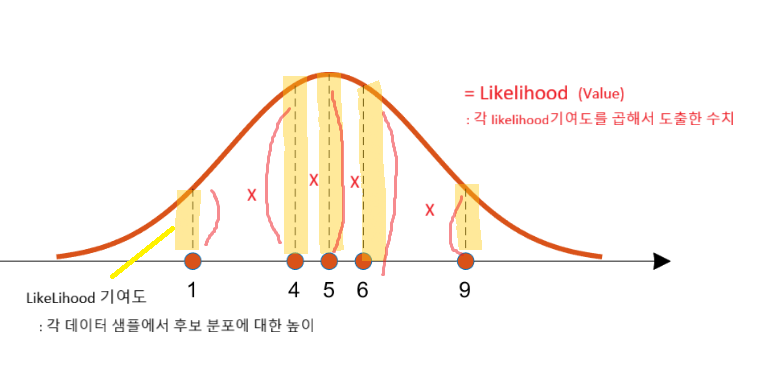 = Likelihood (Value)
: 각 likelihood기여도를 곱해서 도출한 수치
x x x x
1 4 5 6 9
LikeLihood 기여도
: 각 데이터 샘플에서 후보 분포에 대한 높이